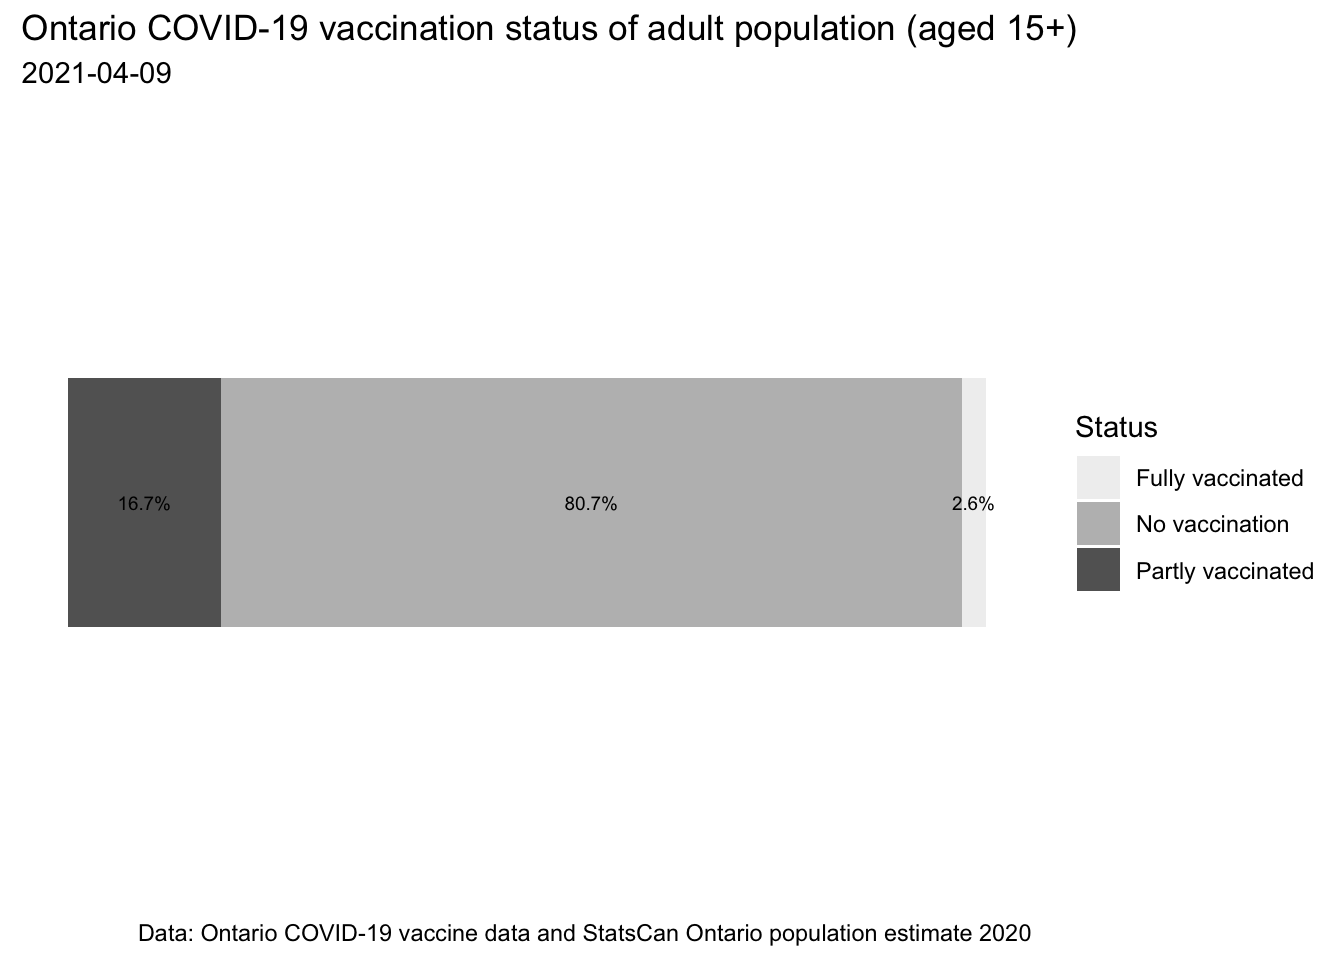 Ontario COVID-19 vaccination status of adult population (aged 15+)
2021-04-09
16.7%
80.7%
2.6%
Status
Fully vaccinated
No vaccination
Partly vaccinated
Data: Ontario COVID-19 vaccine data and StatsCan Ontario population estimate 2020